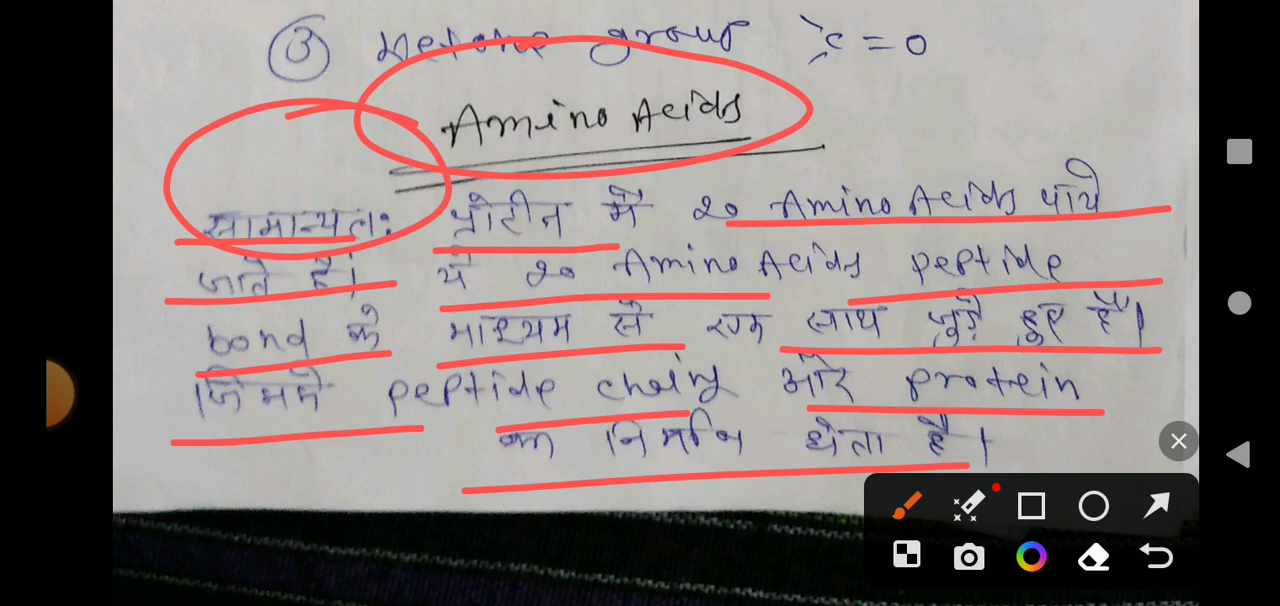 ③ Ketone group >c=0
Amino Acids
सामान्यत: प्रोटीन में 20 Amino Acids पाये
जाते है। ये 20 Amino Acids peptide
bond के माध्यम से एक साथ जुड़े हुए है।
जिससे peptide chain और protein
का निर्माण होता है।